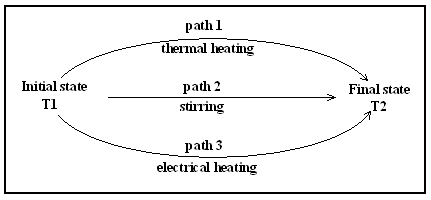 path 1
thermal heating
Initial state
T1
path 2
stirring
Final state
T2
path 3
electrical heating